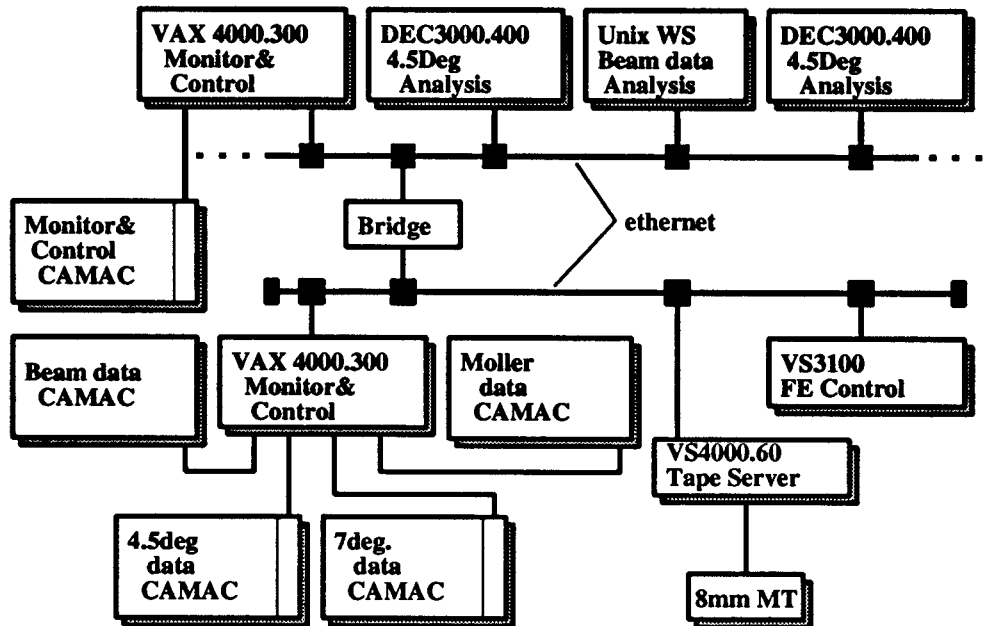 VAX 4000.300
Monitor&
Control
DEC3000.400
4.5Deg
Analysis
Unix WS
Beam data
Analysis
DEC3000.400
4.5Deg
Analysis
Monitor&
Control
CAMAC
Bridge
ethernet
Beam data
CAMAC
VAX 4000.300
Monitor&
Control
Moller
data
CAMAC
VS3100
FE Control
VS4000.60
Tape Server
4.5deg
data
CAMAC
7deg.
data
CAMAC
8mm MT